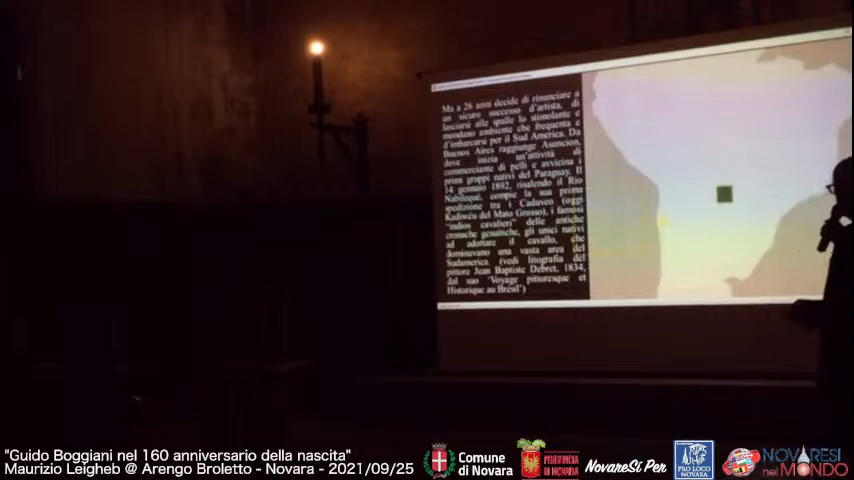 Ma a 26 anni decide di rinunciare a
un sicuro successo d'artista, di
lasciarsi alle spalle lo stimolante e
mondano ambiente che frequenta e
d'imbarcarsi per il Sud America. Da
Buenos Aires raggiunge Asuncion,
dove inizia un'attività di
commerciante di pelli e avvicina i
primi gruppi nativi del Paraguay. Il
14 gennaio 1892, risalendo il Rio
Nabileque, compie la sua prima
spedizione tra i Caduveo (oggi
Kadiwéu del Mato Grosso), i famosi
"indios cavalieri" delle antiche
cronache gesuitiche, gli unici nativi
ad adottare il cavallo, che
dominavano una vasta area del
Sudamerica. (vedi litografia del
pittore Jean Baptiste Debret, 1834,
dal suo 'Voyage pittoresque et
Historique au Brésil')
"Guido Boggiani nel 160 anniversario della nascita"
Maurizio Leigheb @ Arengo Broletto - Novara - 2021/09/25
Comune
di Novara
PROVINCIA
DI NOVARA
NovareSi Per
PRO LOCO
NOVARA
NOVARESI
nel MONDO